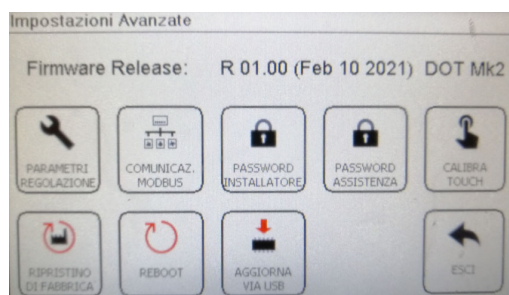 Impostazioni Avanzate
Firmware Release: R 01.00 (Feb 10 2021) DOT Mk2
PARAMETRI
REGOLAZIONE
COMUNICAZ.
MODBUS
PASSWORD
INSTALLATORE
PASSWORD
ASSISTENZA
CALIBRA
TOUCH
RIPRISTINO
DI FABBRICA
REBOOT
AGGIORNA
VIA USB
ESCI